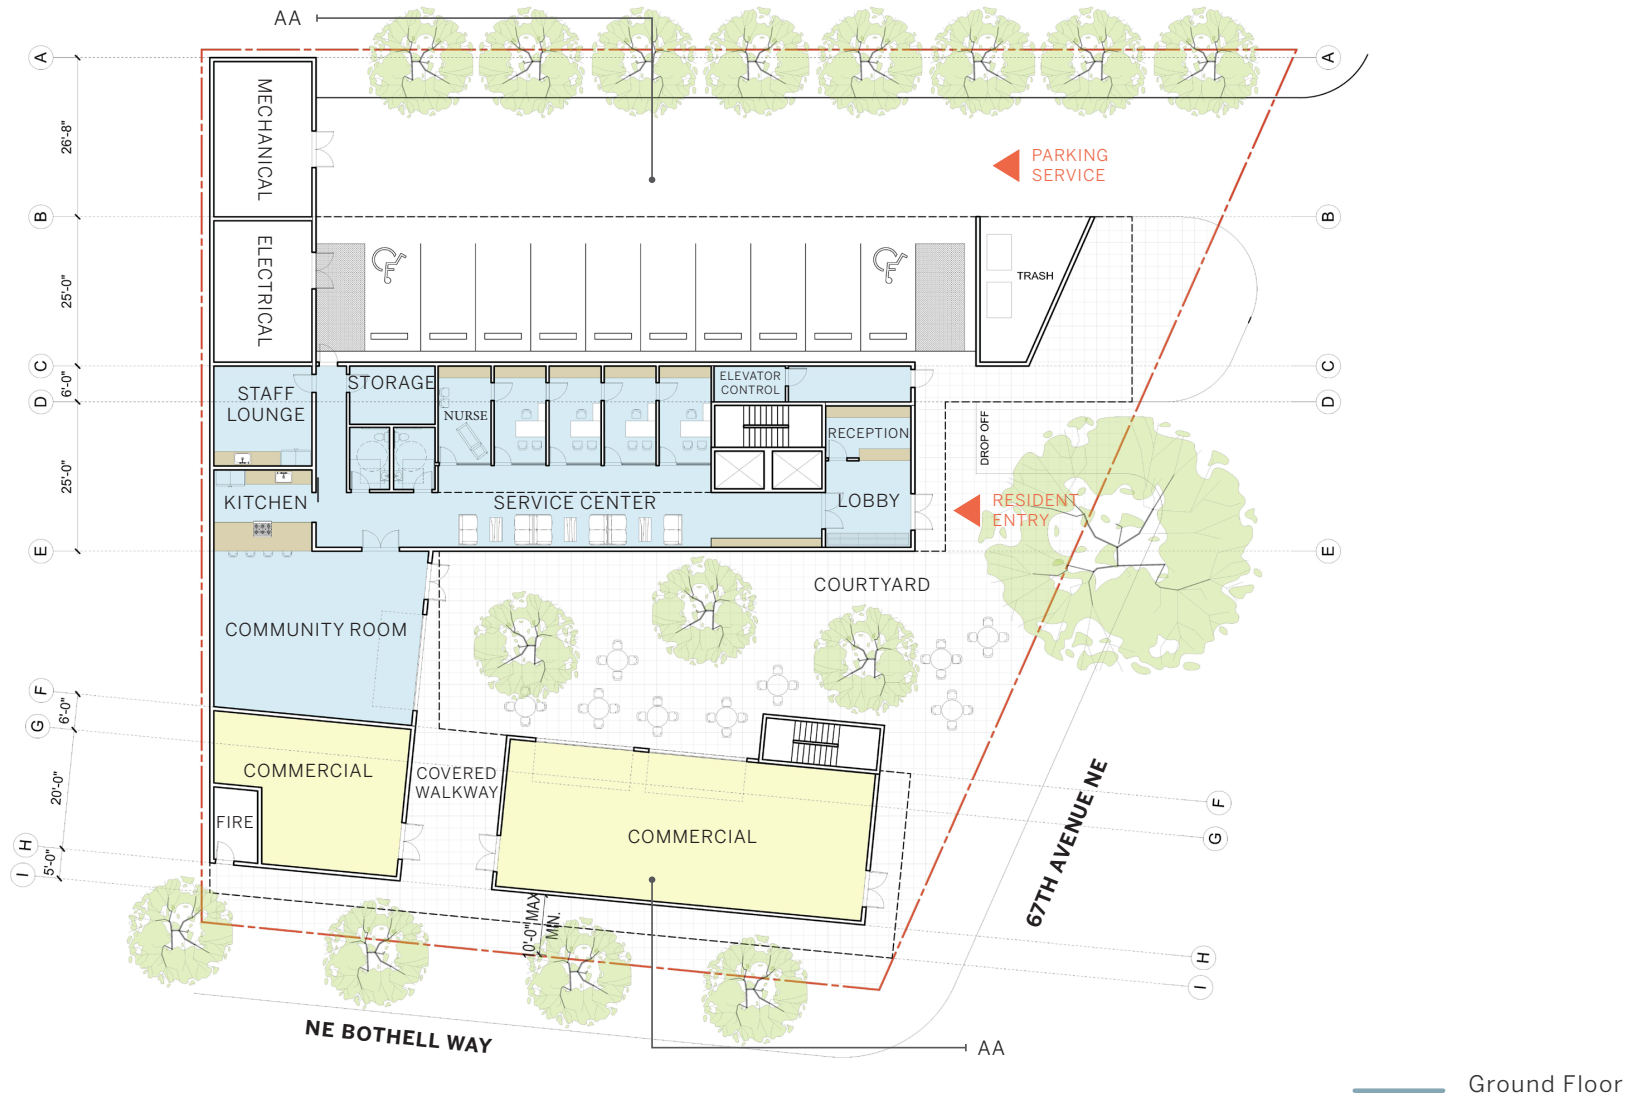 AA
A
A
MECHANICAL
26'-8"
PARKING
SERVICE
B
B
ELECTRICAL
25'-0"
TRASH
C
C
6'-0"
ELEVATOR
CONTROL
STORAGE
STAFF
LOUNGE
D
D
NURSE
RECEPTION
DROP OFF
25'-0"
KITCHEN
SERVICE CENTER
LOBBY
RESIDENT
ENTRY
E
E
COURTYARD
COMMUNITY ROOM
F
6'-0"
G
COMMERCIAL
COVERED
WALKWAY
20'-0"
F
FIRE
COMMERCIAL
G
H
5'-0"
I
67TH AVENUE NE
10'-0" MAX
MIN.
H
I
NE BOTHELL WAY
AA
Ground Floor